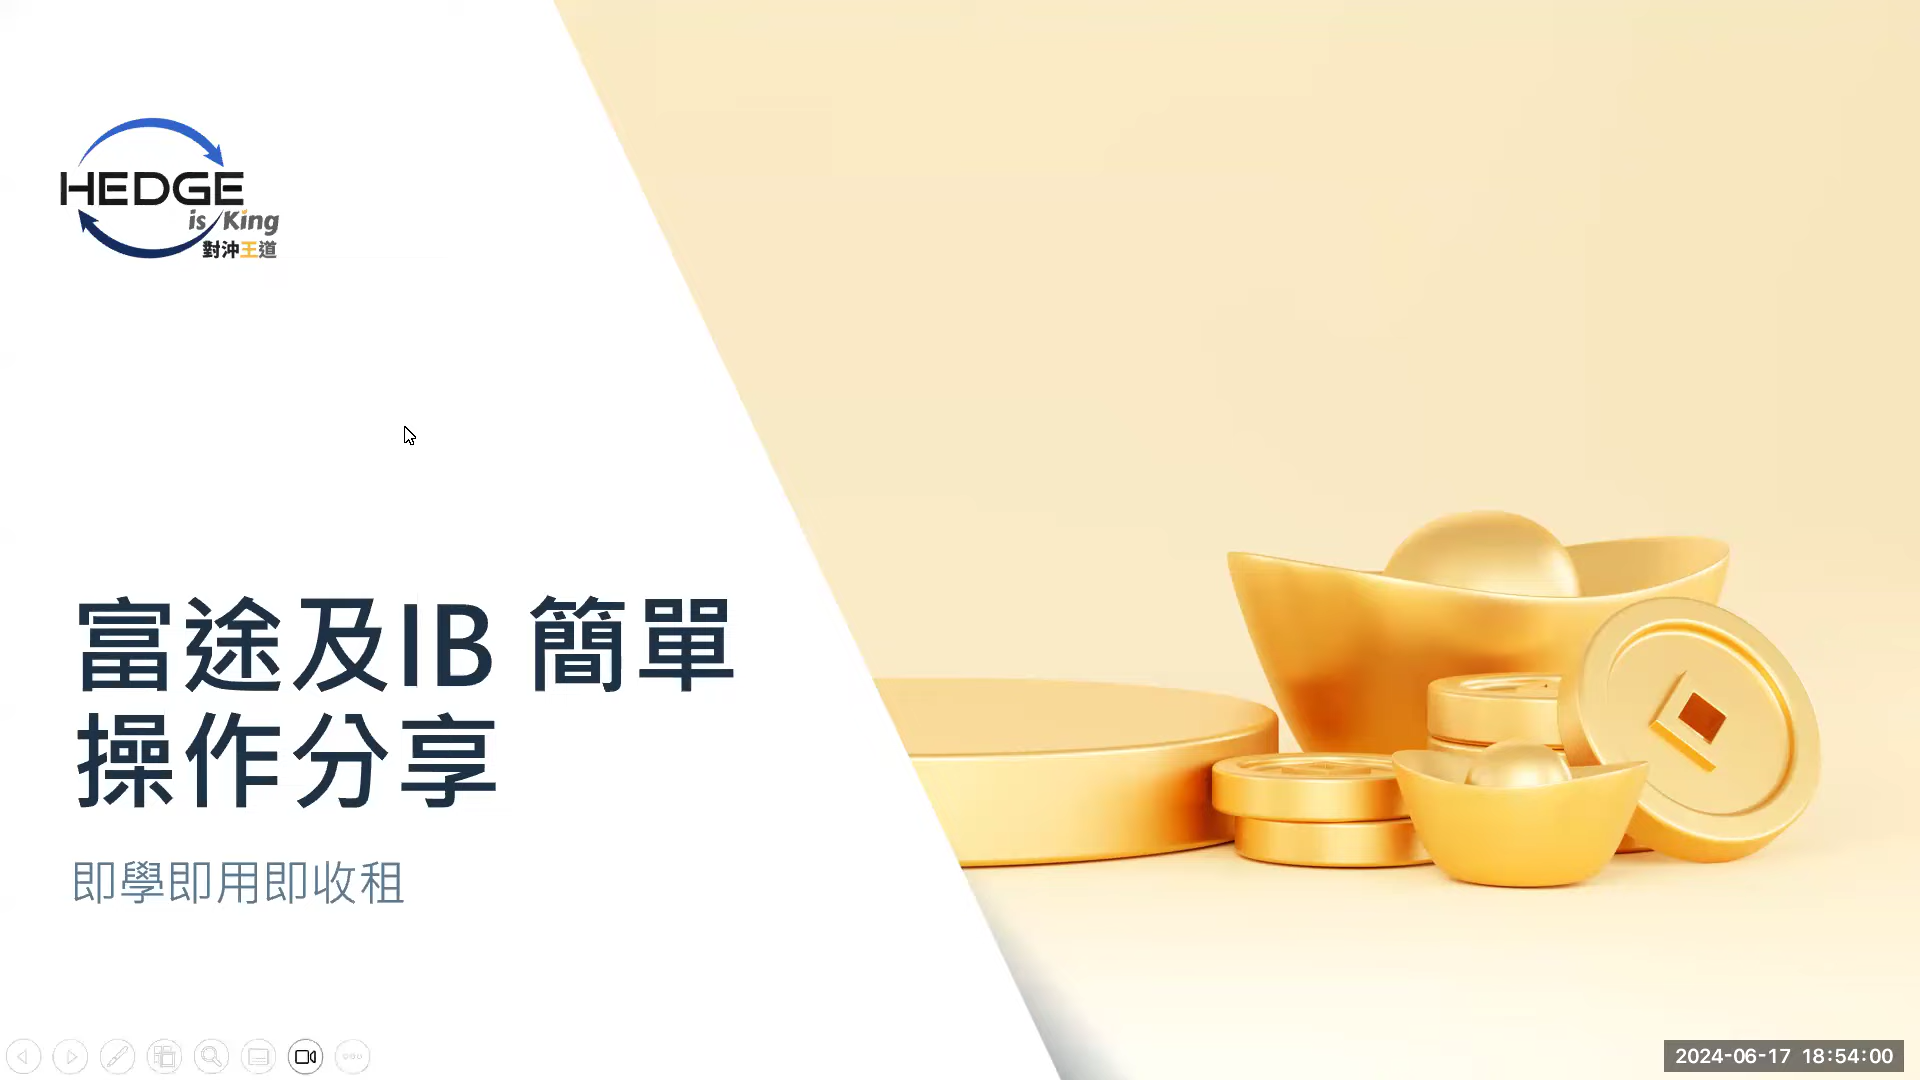 HEDGE
is King
對沖王道
富途及IB 簡單
操作分享
即學即用即收租
2024-06-17 18:54:00